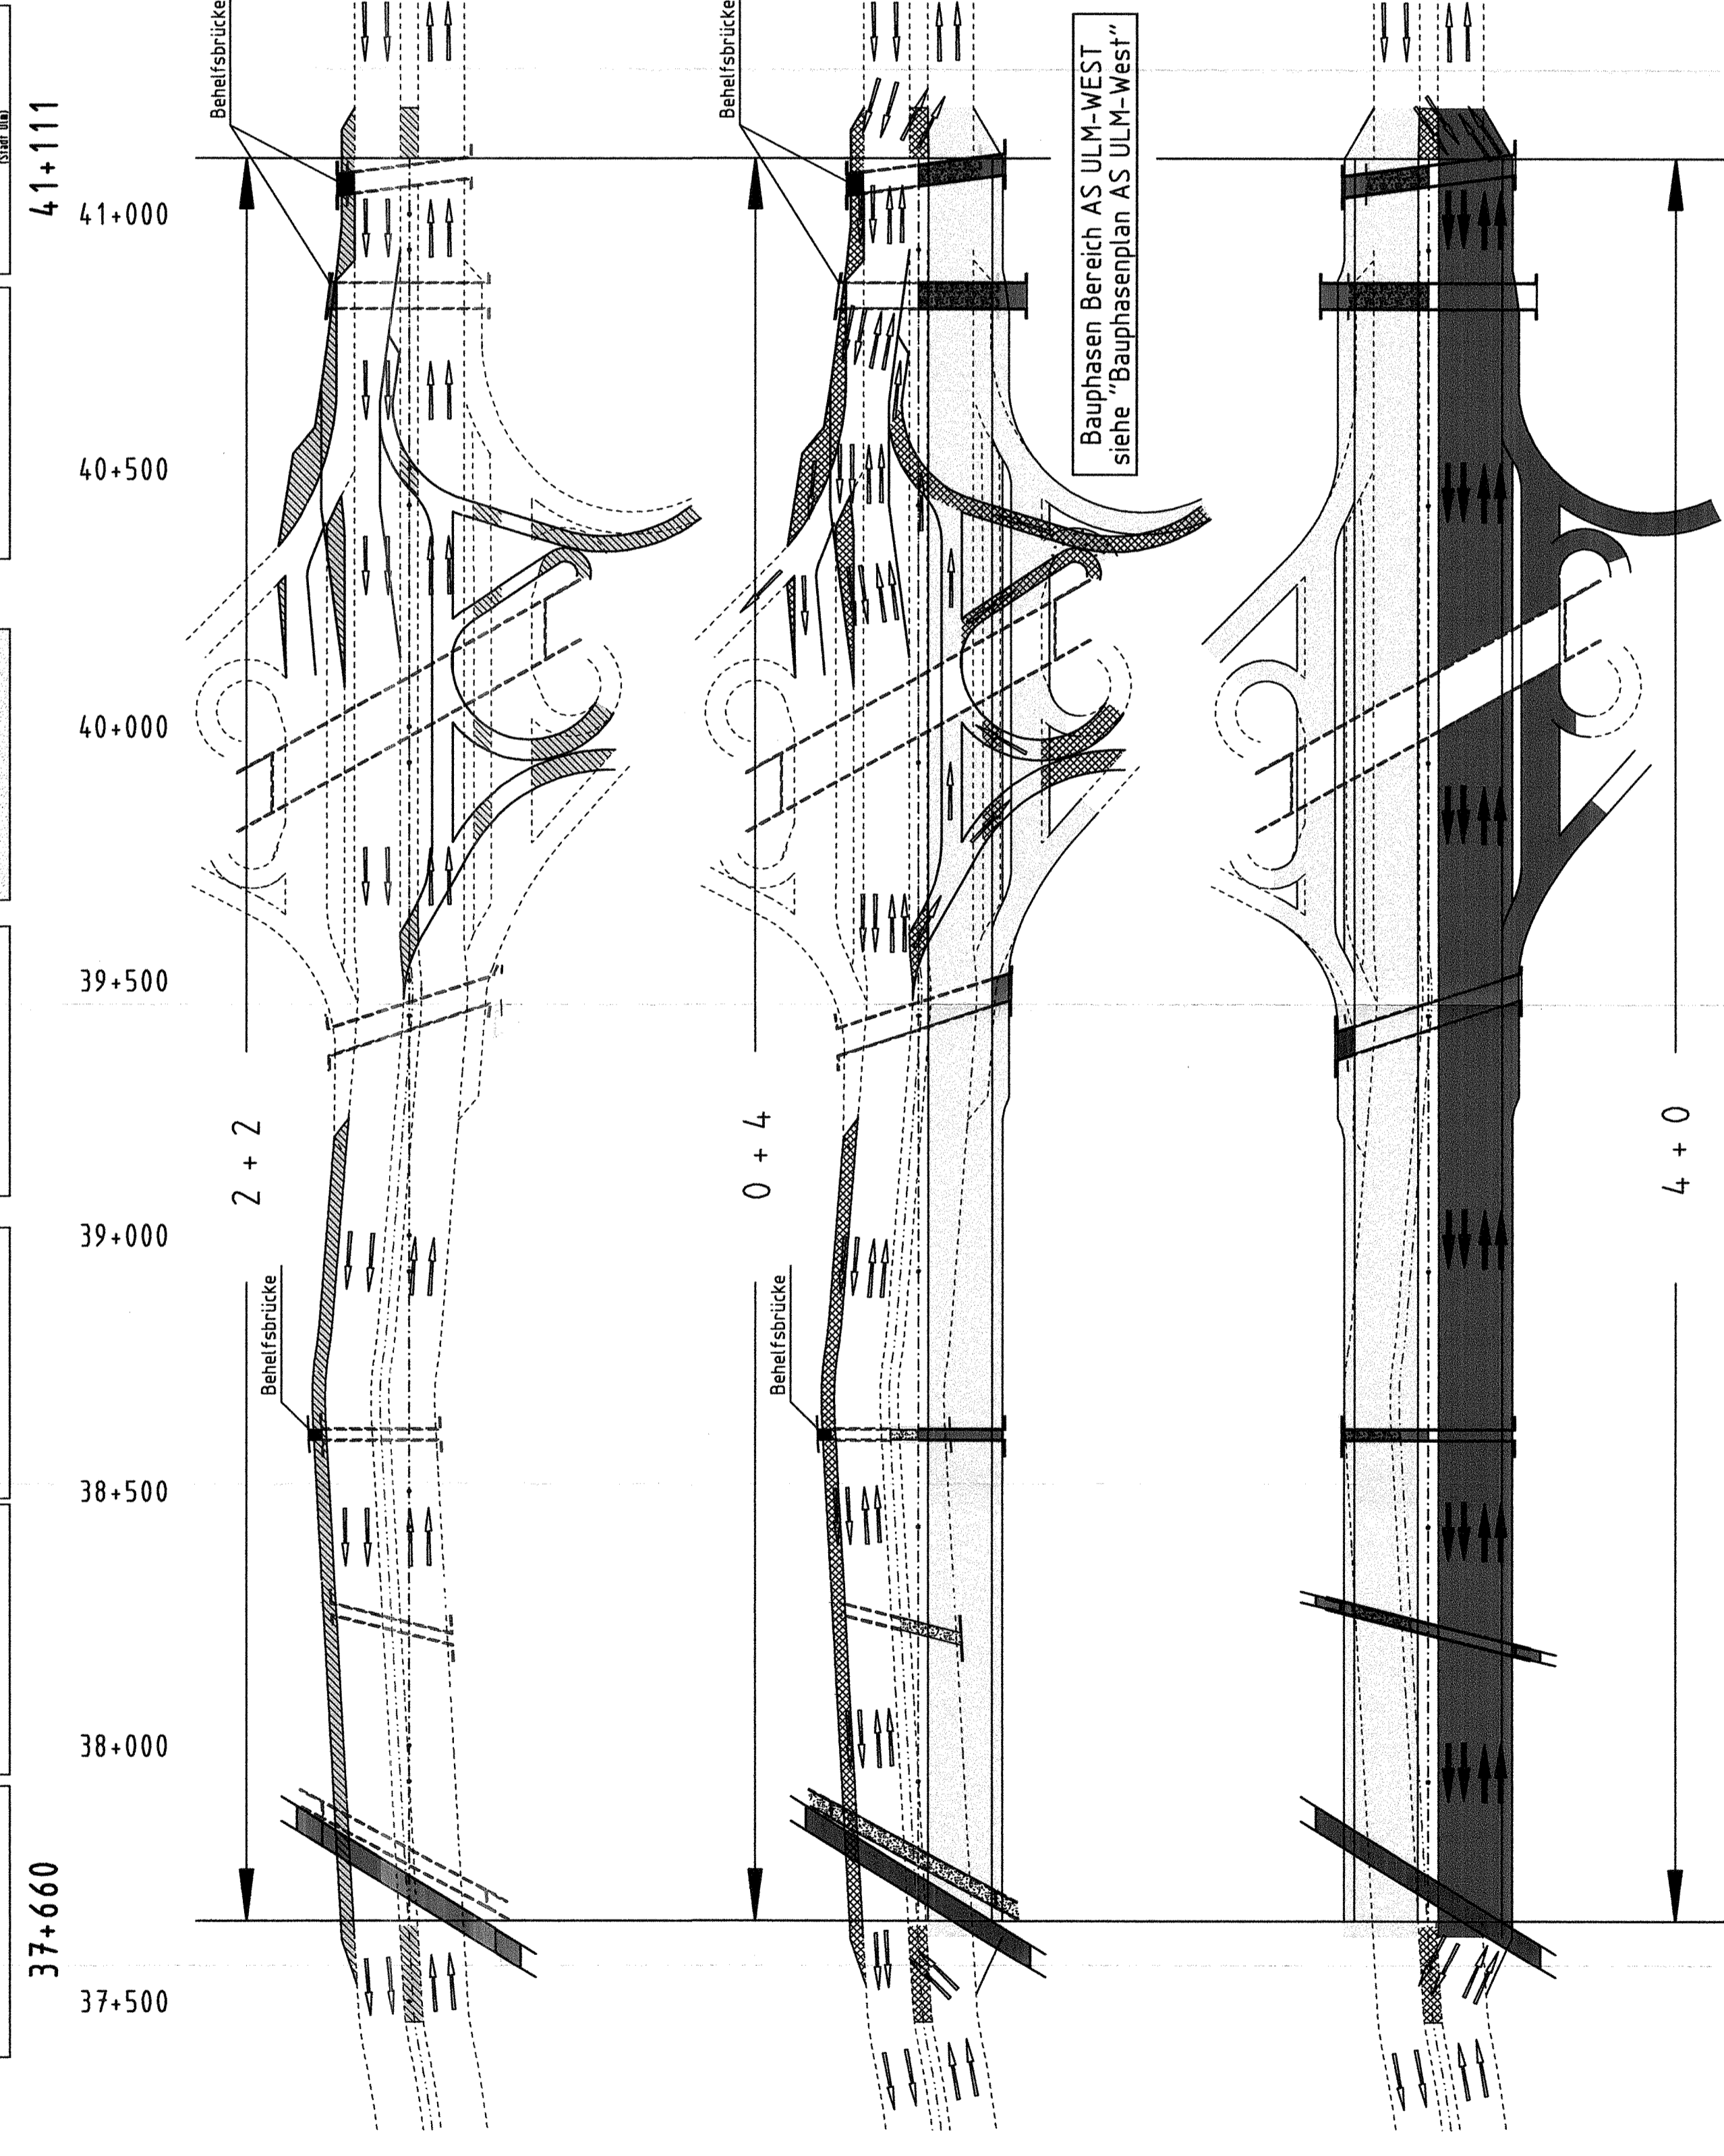 (Stadt Ulm)
41+111
41+000
40+500
40+000
39+500
39+000
38+500
38+000
37+660
37+500
Behelfsbrücke
Behelfsbrücke
2 + 2
Behelfsbrücke
Behelfsbrücke
0 + 4
Bauphasen Bereich AS ULM-WEST
siehe "Bauphasenplan AS ULM-West"
4 + 0